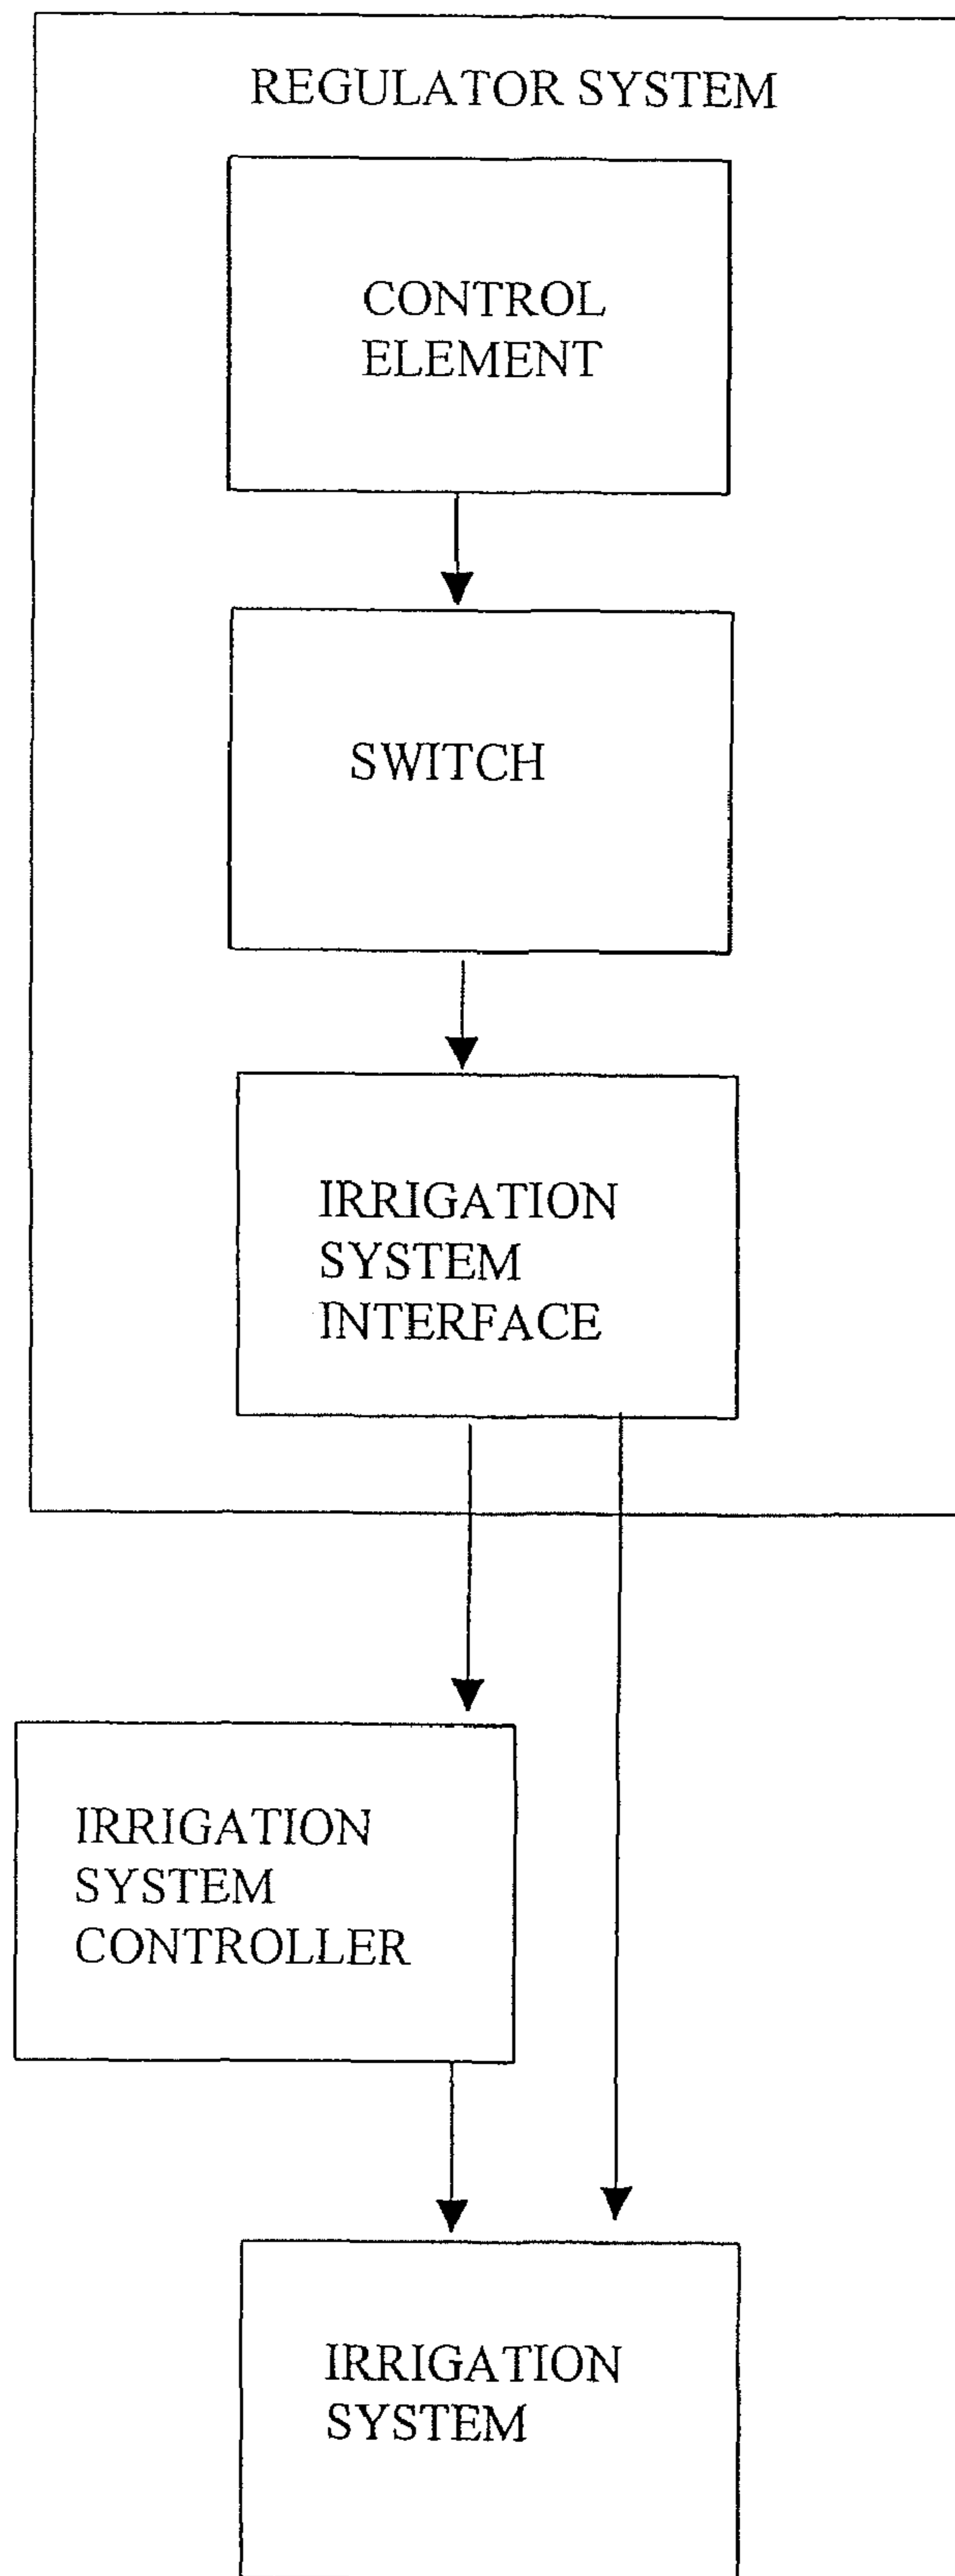 REGULATOR SYSTEM
CONTROL
ELEMENT
SWITCH
IRRIGATION
SYSTEM
INTERFACE
IRRIGATION
SYSTEM
CONTROLLER
IRRIGATION
SYSTEM